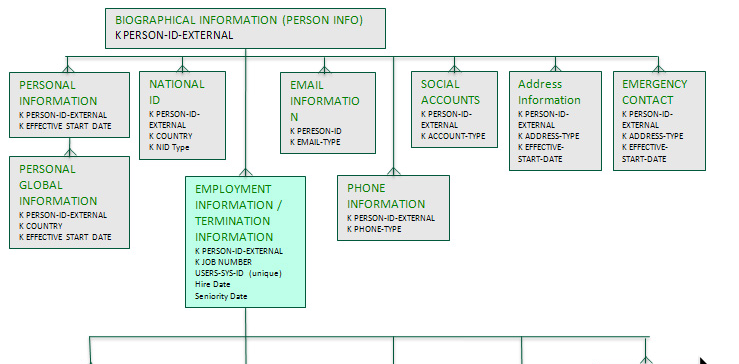 BIOGRAPHICAL INFORMATION (PERSON INFO)
K PERSON-ID-EXTERNAL
PERSONAL
INFORMATION
K PERSON-ID-EXTERNAL
K EFFECTIVE START DATE
NATIONAL
ID
K PERSON-ID-
EXTERNAL
K COUNTRY
K NID Type
EMAIL
INFORMATIO
N
K PERESON-ID
K EMAIL-TYPE
SOCIAL
ACCOUNTS
K PERSON-ID-
EXTERNAL
K ACCOUNT-TYPE
Address
Information
K PERSON-ID-
EXTERNAL
K ADDRESS-TYPE
K EFFECTIVE-
START-DATE
EMERGENCY
CONTACT
K PERSON-ID-
EXTERNAL
K ADDRESS-TYPE
K EFFECTIVE-
START-DATE
PERSONAL
GLOBAL
INFORMATION
K PERSON-ID-EXTERNAL
K COUNTRY
K EFFECTIVE START DATE
EMPLOYMENT
INFORMATION /
TERMINATION
INFORMATION
K PERSON-ID-EXTERNAL
K JOB NUMBER
USERS-SYS-ID (unique)
Hire Date
Seniority Date
PHONE
INFORMATION
K PERSON-ID-EXTERNAL
K PHONE-TYPE